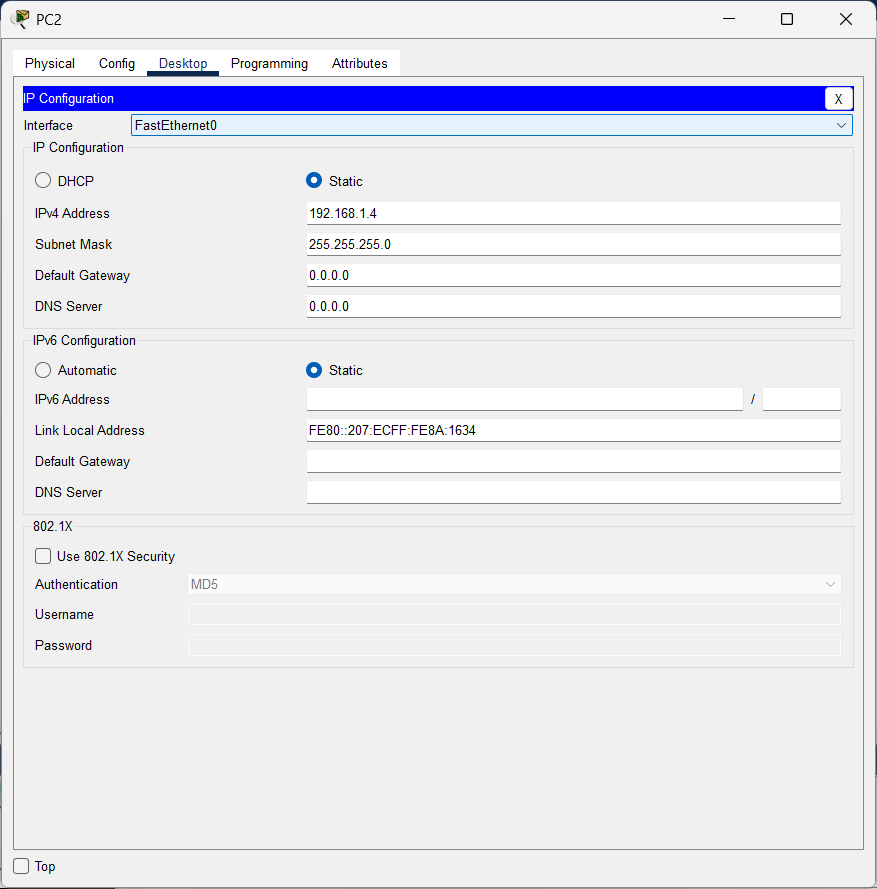 PC2
Physical Config Desktop Programming Attributes
IP Configuration X
Interface FastEthernet0
IP Configuration
DHCP Static
IPv4 Address 192.168.1.4
Subnet Mask 255.255.255.0
Default Gateway 0.0.0.0
DNS Server 0.0.0.0
IPv6 Configuration
Automatic Static
IPv6 Address /
Link Local Address FE80::207:ECFF:FE8A:1634
Default Gateway
DNS Server
802.1X
Use 802.1X Security
Authentication MD5
Username
Password
Top